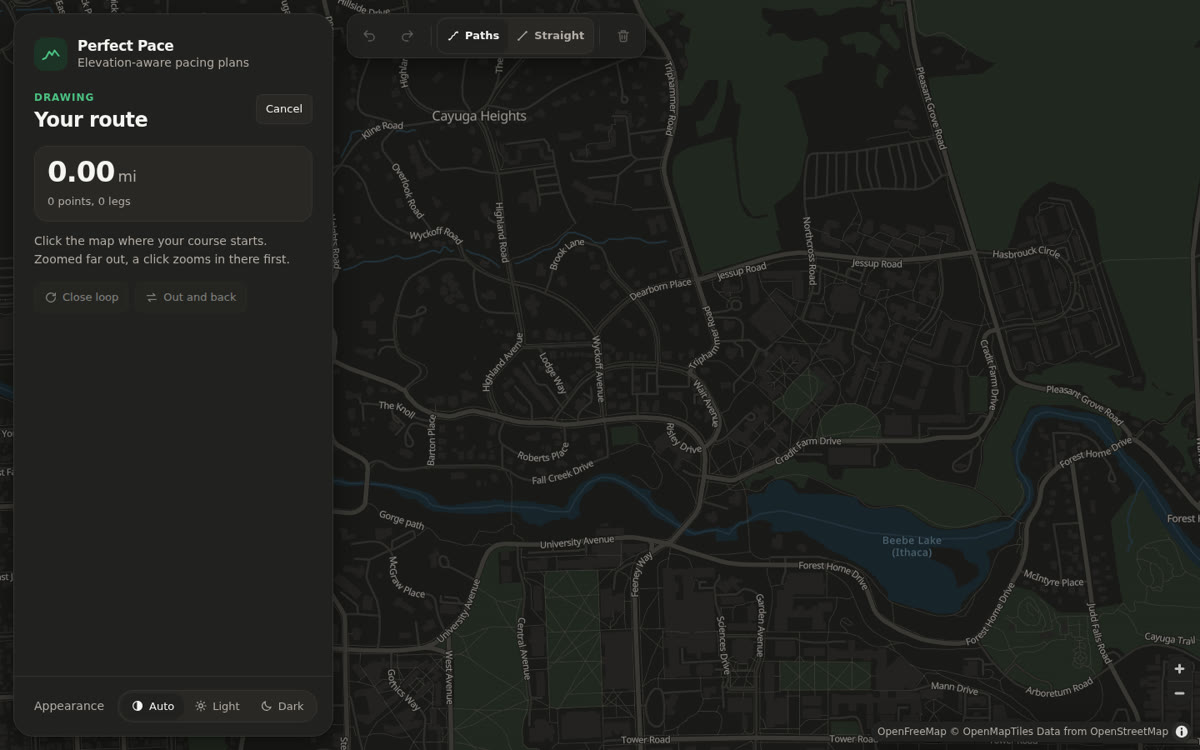 Perfect Pace
Elevation-aware pacing plans
DRAWING
Your route
Cancel
0.00 mi
0 points, 0 legs
Click the map where your course starts.
Zoomed far out, a click zooms in there first.
Close loop
Out and back
Appearance
Auto
Light
Dark
Paths
Straight
Hillside Drive
Cayuga Heights
Kline Road
Overlook Road
Wyckoff Road
Highland Road
Brook Lane
Triphammer Road
Pleasant Grove Road
Northcross Road
Jessup Road
Jessup Road
Hasbrouck Circle
Dearborn Place
Highland Avenue
Lodge Way
Wyckoff Avenue
Wait Avenue
Cradit Farm Drive
Pleasant Grove Road
The Knoll
Barton Place
Roberts Place
Risley Drive
Cradit Farm Drive
Forest Home Drive
Fall Creek Drive
Gorge path
University Avenue
Beebe Lake
(Ithaca)
Forest Home Drive
McGraw Place
Feeney Way
University Avenue
Central Avenue
West Avenue
Sciences Drive
Garden Avenue
Forest Home Drive
McIntyre Place
Judd Falls Road
Cayuga Trail
Mann Drive
Arboretum Road
Tower Road
Tower Road
OpenFreeMap © OpenMapTiles Data from OpenStreetMap